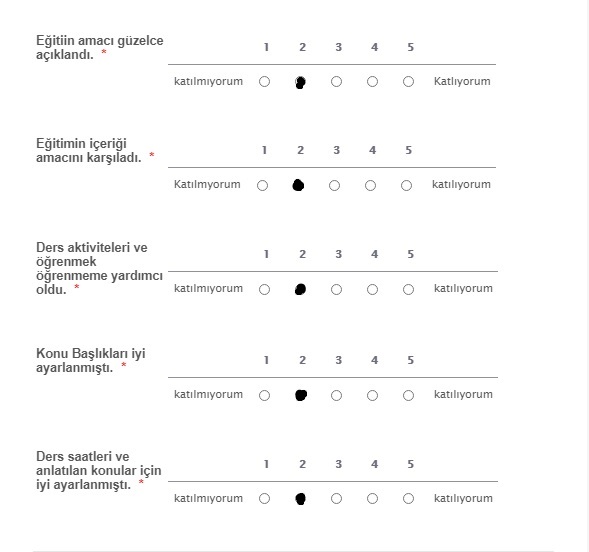 Eğitiin amacı güzelce
açıklandı. *
1 2 3 4 5
katılmıyorum Katlıyorum
Eğitimin içeriği
amacını karşıladı. *
1 2 3 4 5
Katılmyorum katılıyorum
Ders aktiviteleri ve
öğrenmek
öğrenmeme yardımcı
oldu. *
1 2 3 4 5
katılmıyorum katılıyorum
Konu Başlıkları iyi
ayarlanmıştı. *
1 2 3 4 5
katılmıyorum katılıyorum
Ders saatleri ve
anlatılan konular için
iyi ayarlanmıştı. *
1 2 3 4 5
katılmıyorum katılıyorum